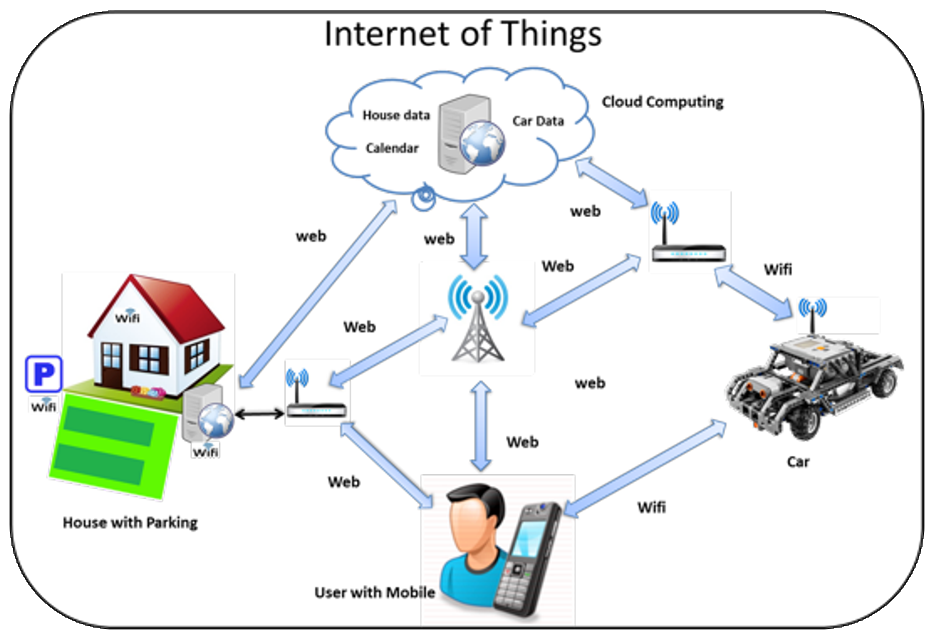 Internet of Things
Cloud Computing
House data
Car Data
Calendar
web
web
web
Web
Wifi
Web
Wifi
P
Wifi
Wifi
web
Web
Web
Wifi
Car
House with Parking
User with Mobile